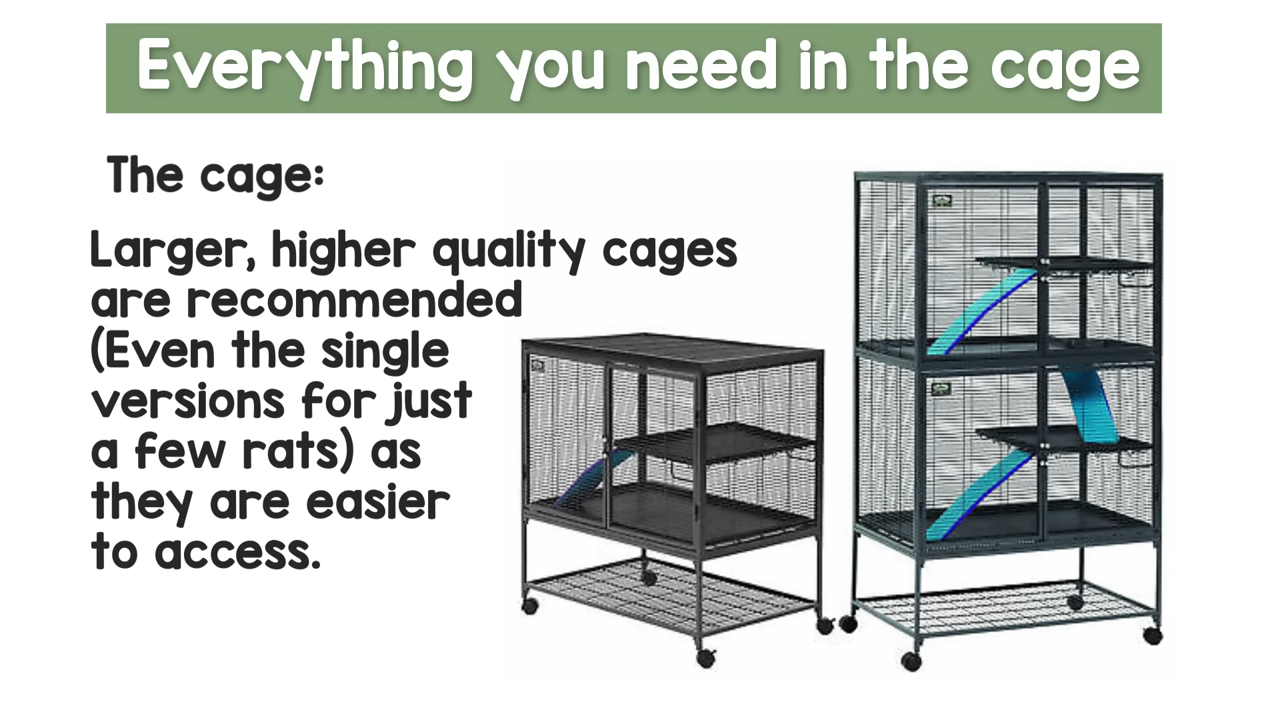 Everything you need in the cage
The cage:
Larger, higher quality cages
are recommended
(Even the single
versions for just
a few rats) as
they are easier
to access.